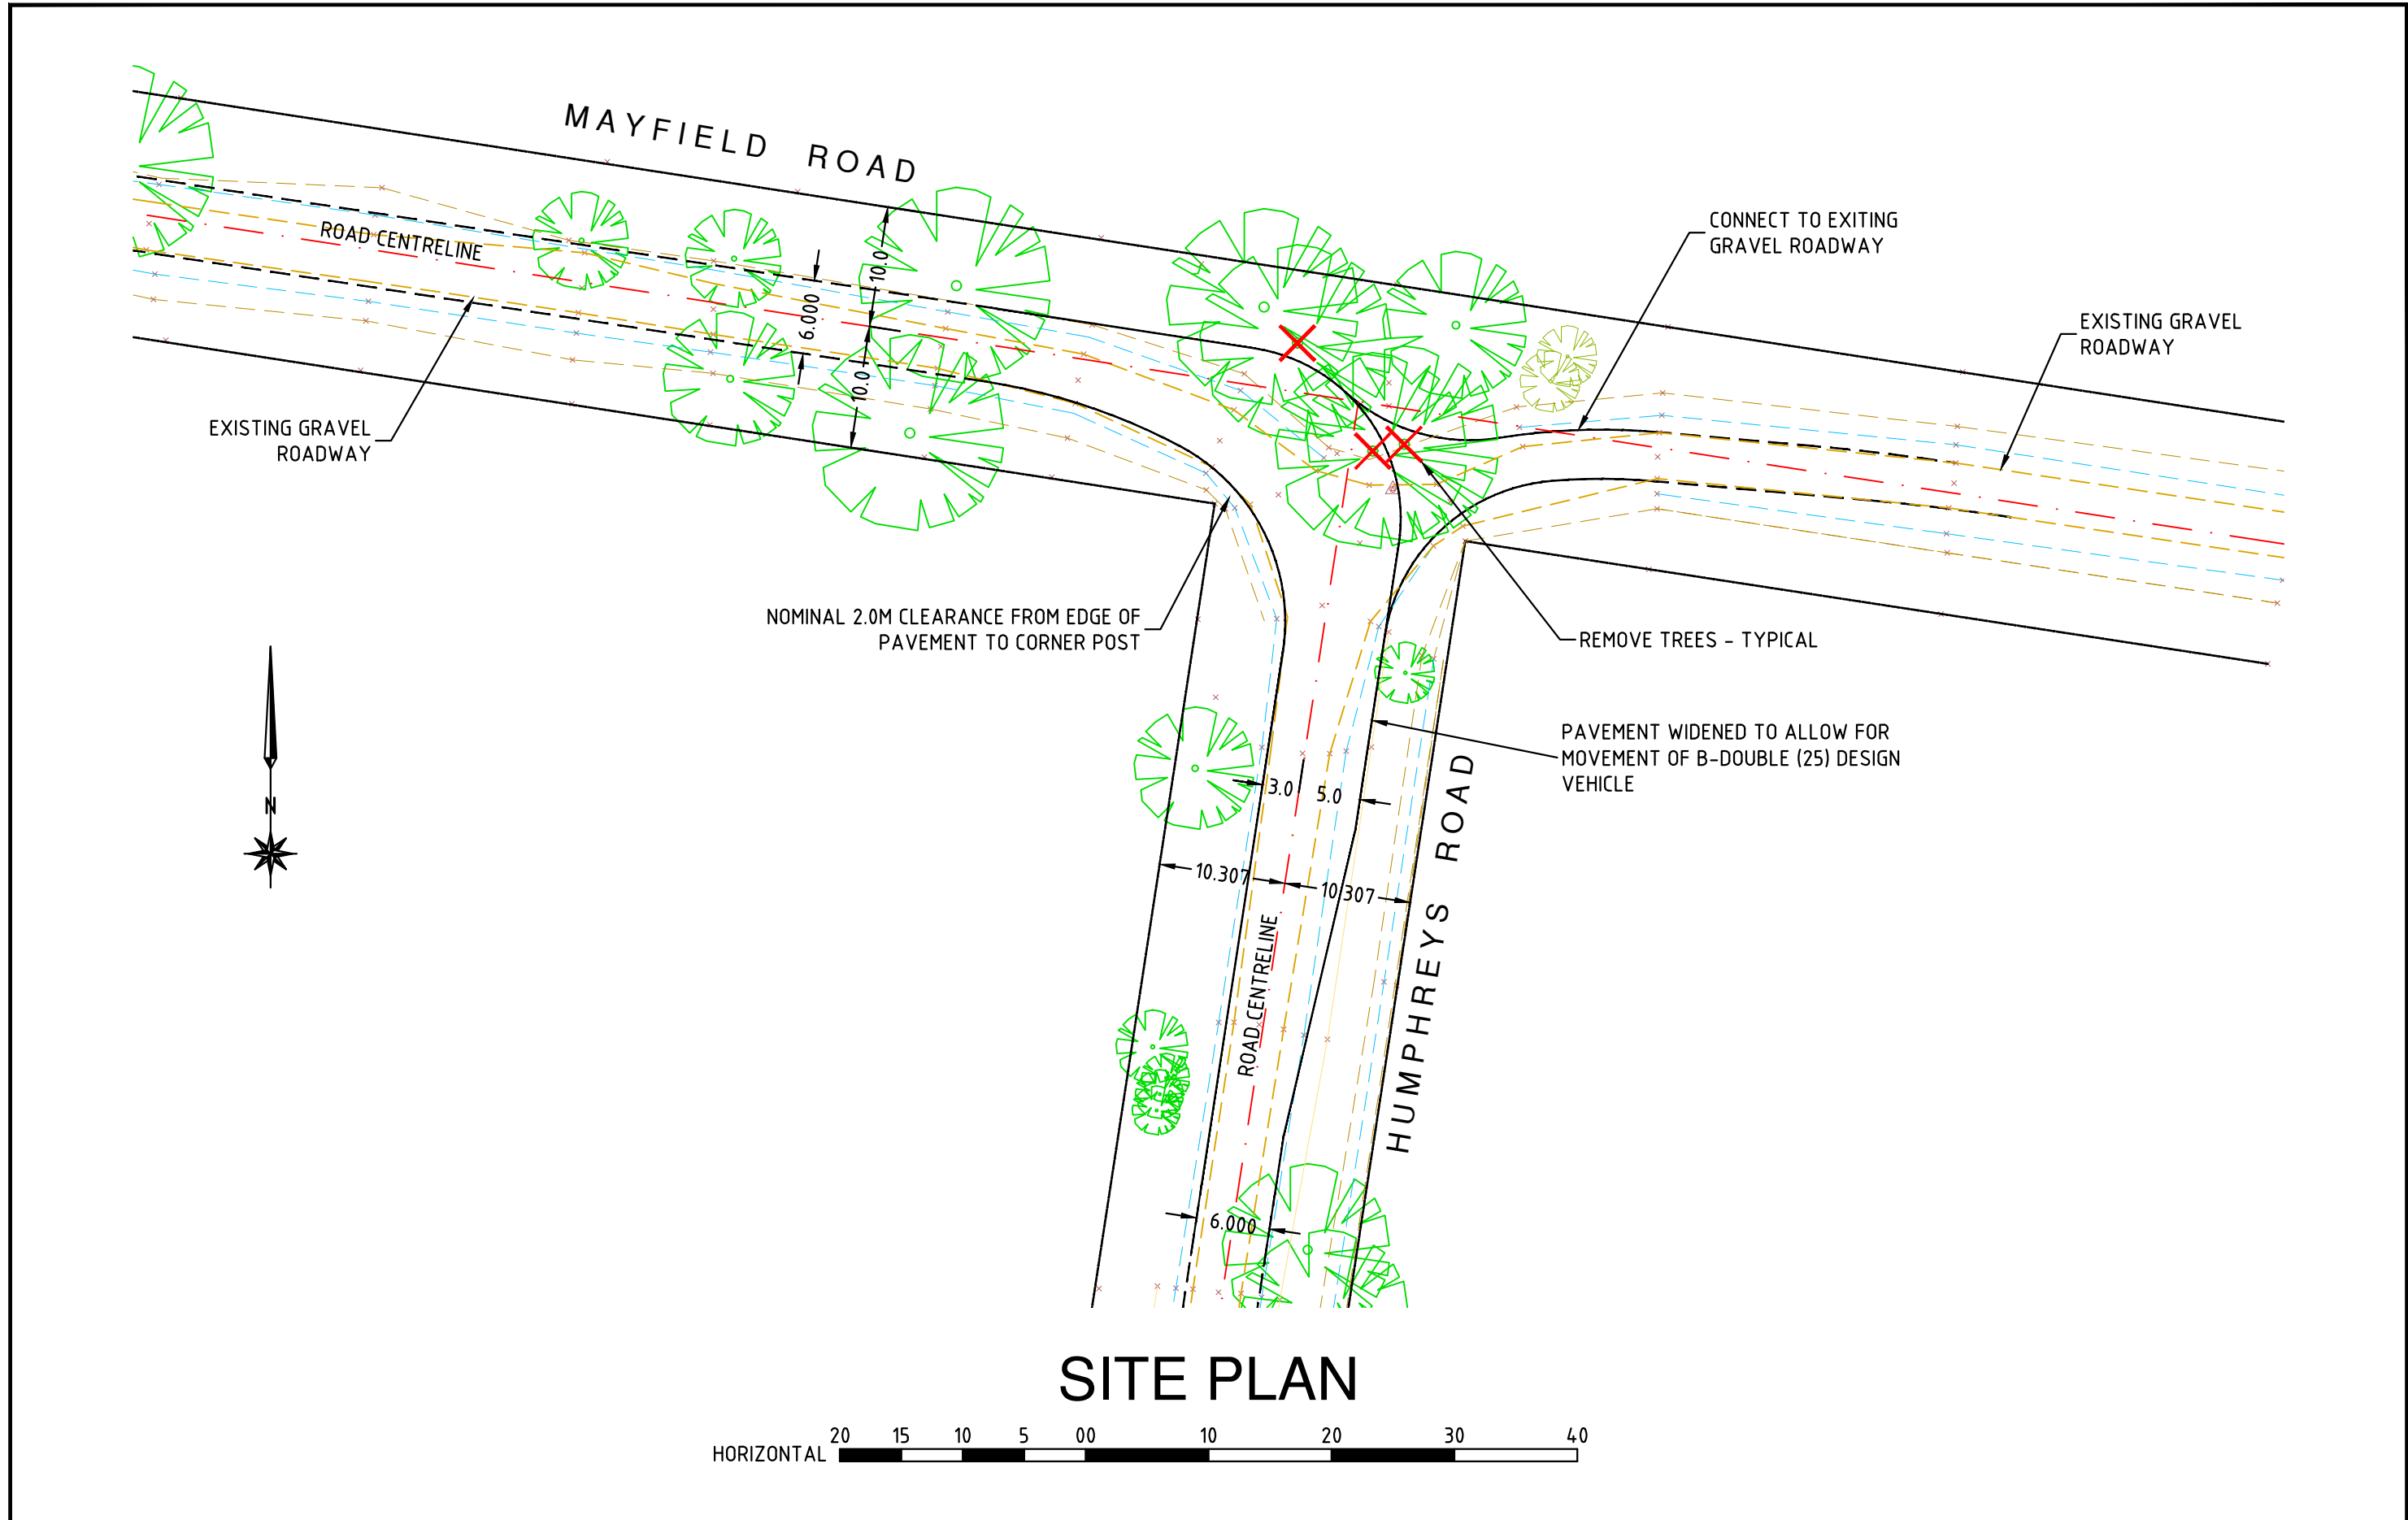 MAYFIELD ROAD
ROAD CENTRELINE
10.0
6.000
10.0
CONNECT TO EXITING
GRAVEL ROADWAY
EXISTING GRAVEL
ROADWAY
EXISTING GRAVEL
ROADWAY
NOMINAL 2.0M CLEARANCE FROM EDGE OF
PAVEMENT TO CORNER POST
REMOVE TREES - TYPICAL
PAVEMENT WIDENED TO ALLOW FOR
MOVEMENT OF B-DOUBLE (25) DESIGN
VEHICLE
N
3.0
5.0
10.307
10.307
ROAD CENTRELINE
HUMPHREYS ROAD
6.000
SITE PLAN
20 15 10 5 00 10 20 30 40
HORIZONTAL